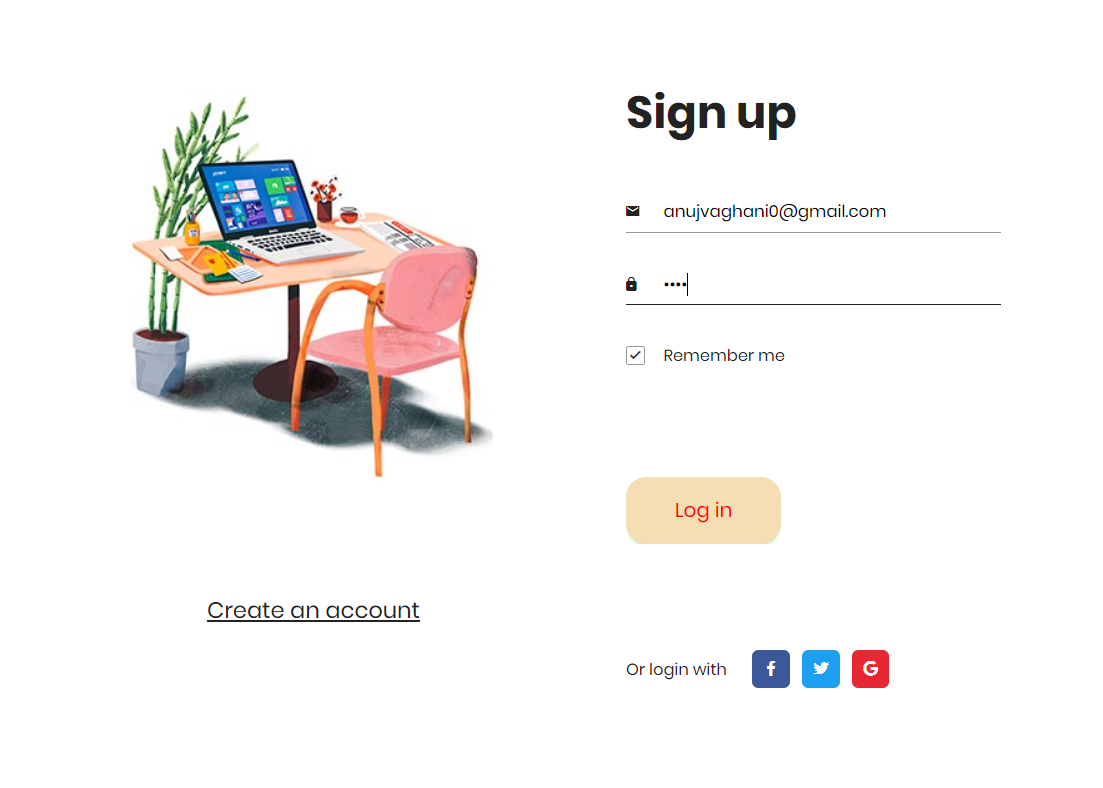 Sign up
anujvaghani0@gmail.com
••••
Remember me
Log in
Create an account
Or login with